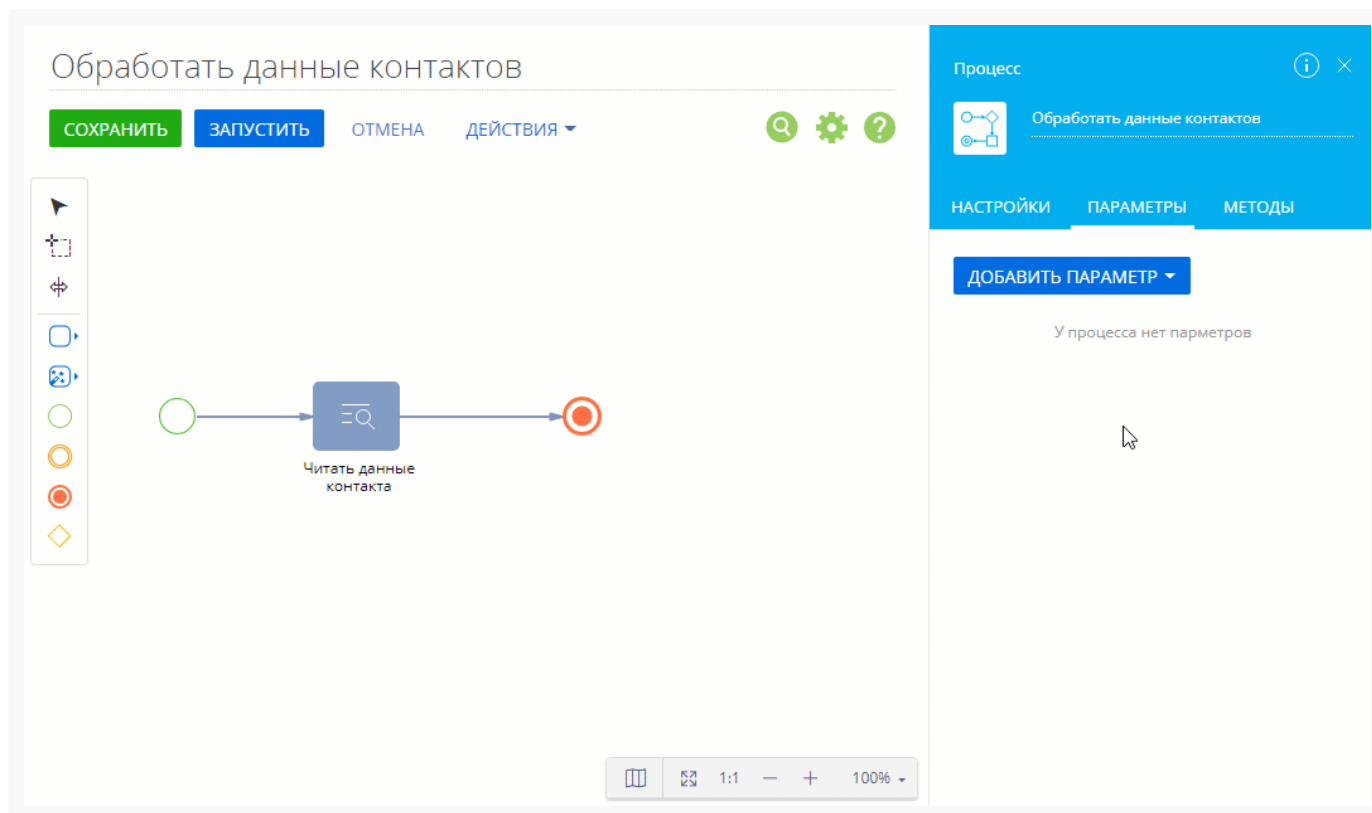 Обработать данные контактов
СОХРАНИТЬ
ЗАПУСТИТЬ
ОТМЕНА
ДЕЙСТВИЯ
?
Читать данные
контакта
1:1
100%
Процесс
i
Обработать данные контактов
НАСТРОЙКИ
ПАРАМЕТРЫ
МЕТОДЫ
ДОБАВИТЬ ПАРАМЕТР
У процесса нет парметров